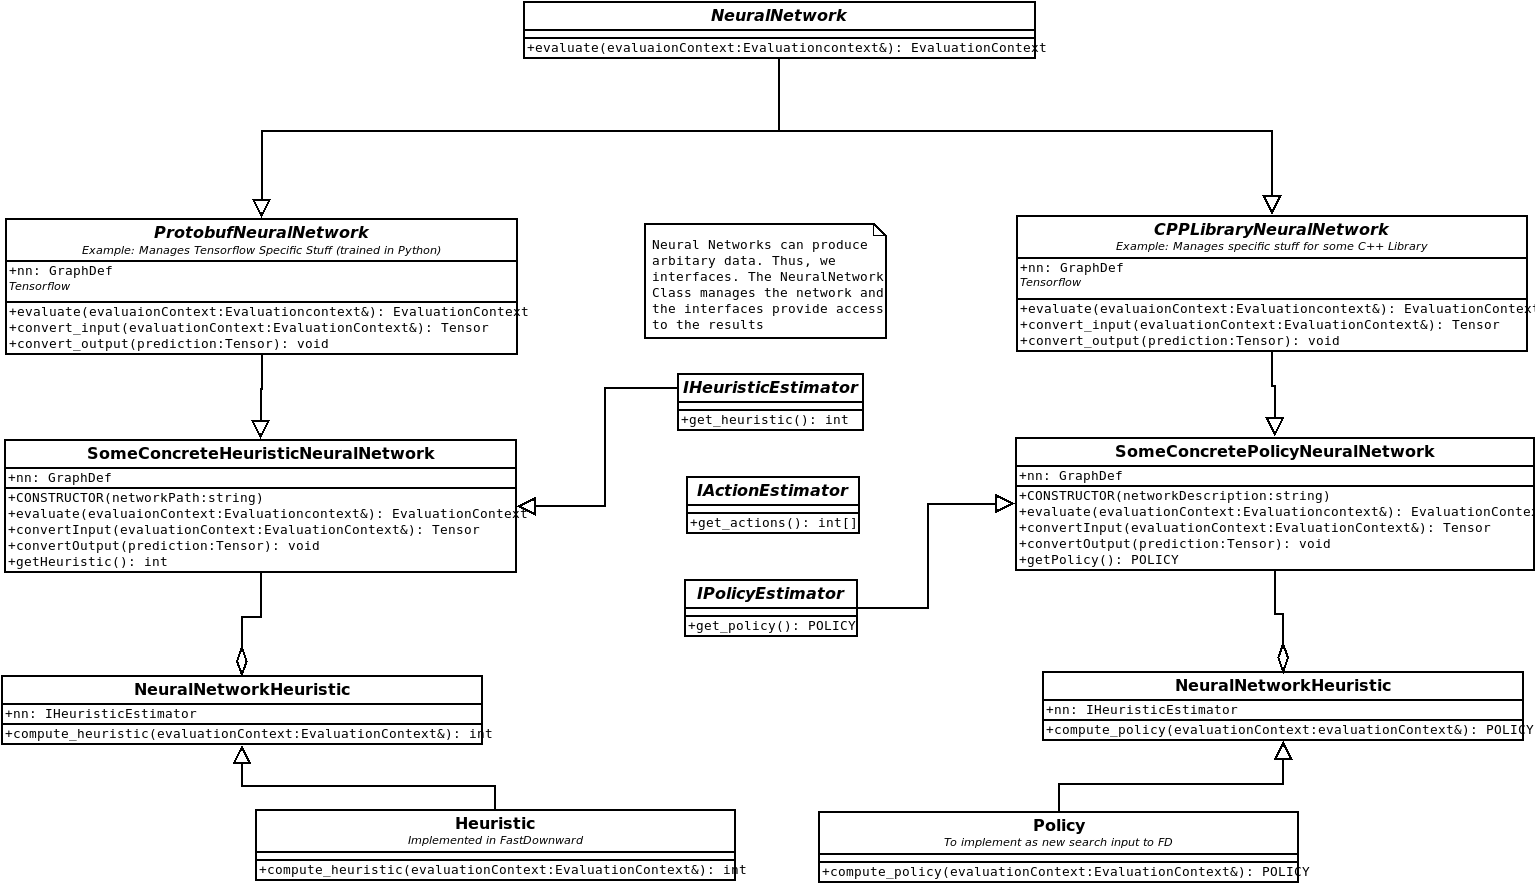 NeuralNetwork
+evaluate(evaluaionContext:Evaluationcontext&): EvaluationContext
ProtobufNeuralNetwork
Example: Manages Tensorflow Specific Stuff (trained in Python)
+nn: GraphDef
Tensorflow
+evaluate(evaluaionContext:Evaluationcontext&): EvaluationContext
+convert_input(evaluationContext:EvaluationContext&): Tensor
+convert_output(prediction:Tensor): void
Neural Networks can produce
arbitary data. Thus, we
interfaces. The NeuralNetwork
Class manages the network and
the interfaces provide access
to the results
CPPLibraryNeuralNetwork
Example: Manages specific stuff for some C++ Library
+nn: GraphDef
Tensorflow
+evaluate(evaluaionContext:Evaluationcontext&): EvaluationContext
+convert_input(evaluationContext:EvaluationContext&): Tensor
+convert_output(prediction:Tensor): void
IHeuristicEstimator
+get_heuristic(): int
SomeConcreteHeuristicNeuralNetwork
+nn: GraphDef
+CONSTRUCTOR(networkPath:string)
+evaluate(evaluaionContext:Evaluationcontext&): EvaluationContext
+convertInput(evaluationContext:EvaluationContext&): Tensor
+convertOutput(prediction:Tensor): void
+getHeuristic(): int
IActionEstimator
+get_actions(): int[]
IPolicyEstimator
+get_policy(): POLICY
SomeConcretePolicyNeuralNetwork
+nn: GraphDef
+CONSTRUCTOR(networkDescription:string)
+evaluate(evaluationContext:Evaluationcontext&): EvaluationContex
+convertInput(evaluationContext:EvaluationContext&): Tensor
+convertOutput(prediction:Tensor): void
+getPolicy(): POLICY
NeuralNetworkHeuristic
+nn: IHeuristicEstimator
+compute_heuristic(evaluationContext:EvaluationContext&): int
NeuralNetworkHeuristic
+nn: IHeuristicEstimator
+compute_policy(evaluationContext:evaluationContext&): POLICY
Heuristic
Implemented in FastDownward
+compute_heuristic(evaluationContext:EvaluationContext&): int
Policy
To implement as new search input to FD
+compute_policy(evaluationContext:EvaluationContext&): POLICY